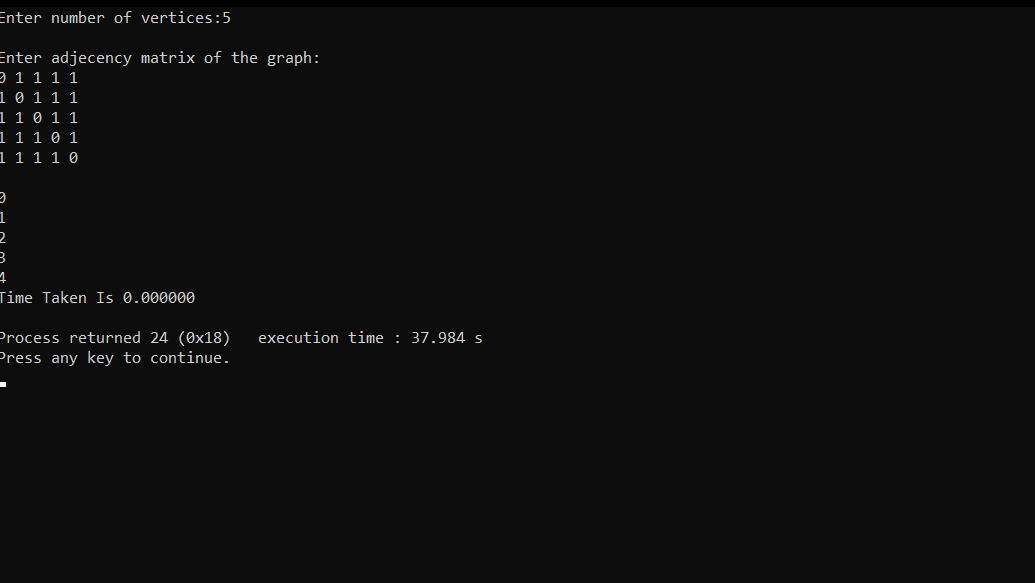 Enter number of vertices:5
Enter adjecency matrix of the graph:
0 1 1 1 1
1 0 1 1 1
1 1 0 1 1
1 1 1 0 1
1 1 1 1 0
0
1
2
3
4
Time Taken Is 0.000000
Process returned 24 (0x18)   execution time : 37.984 s
Press any key to continue.